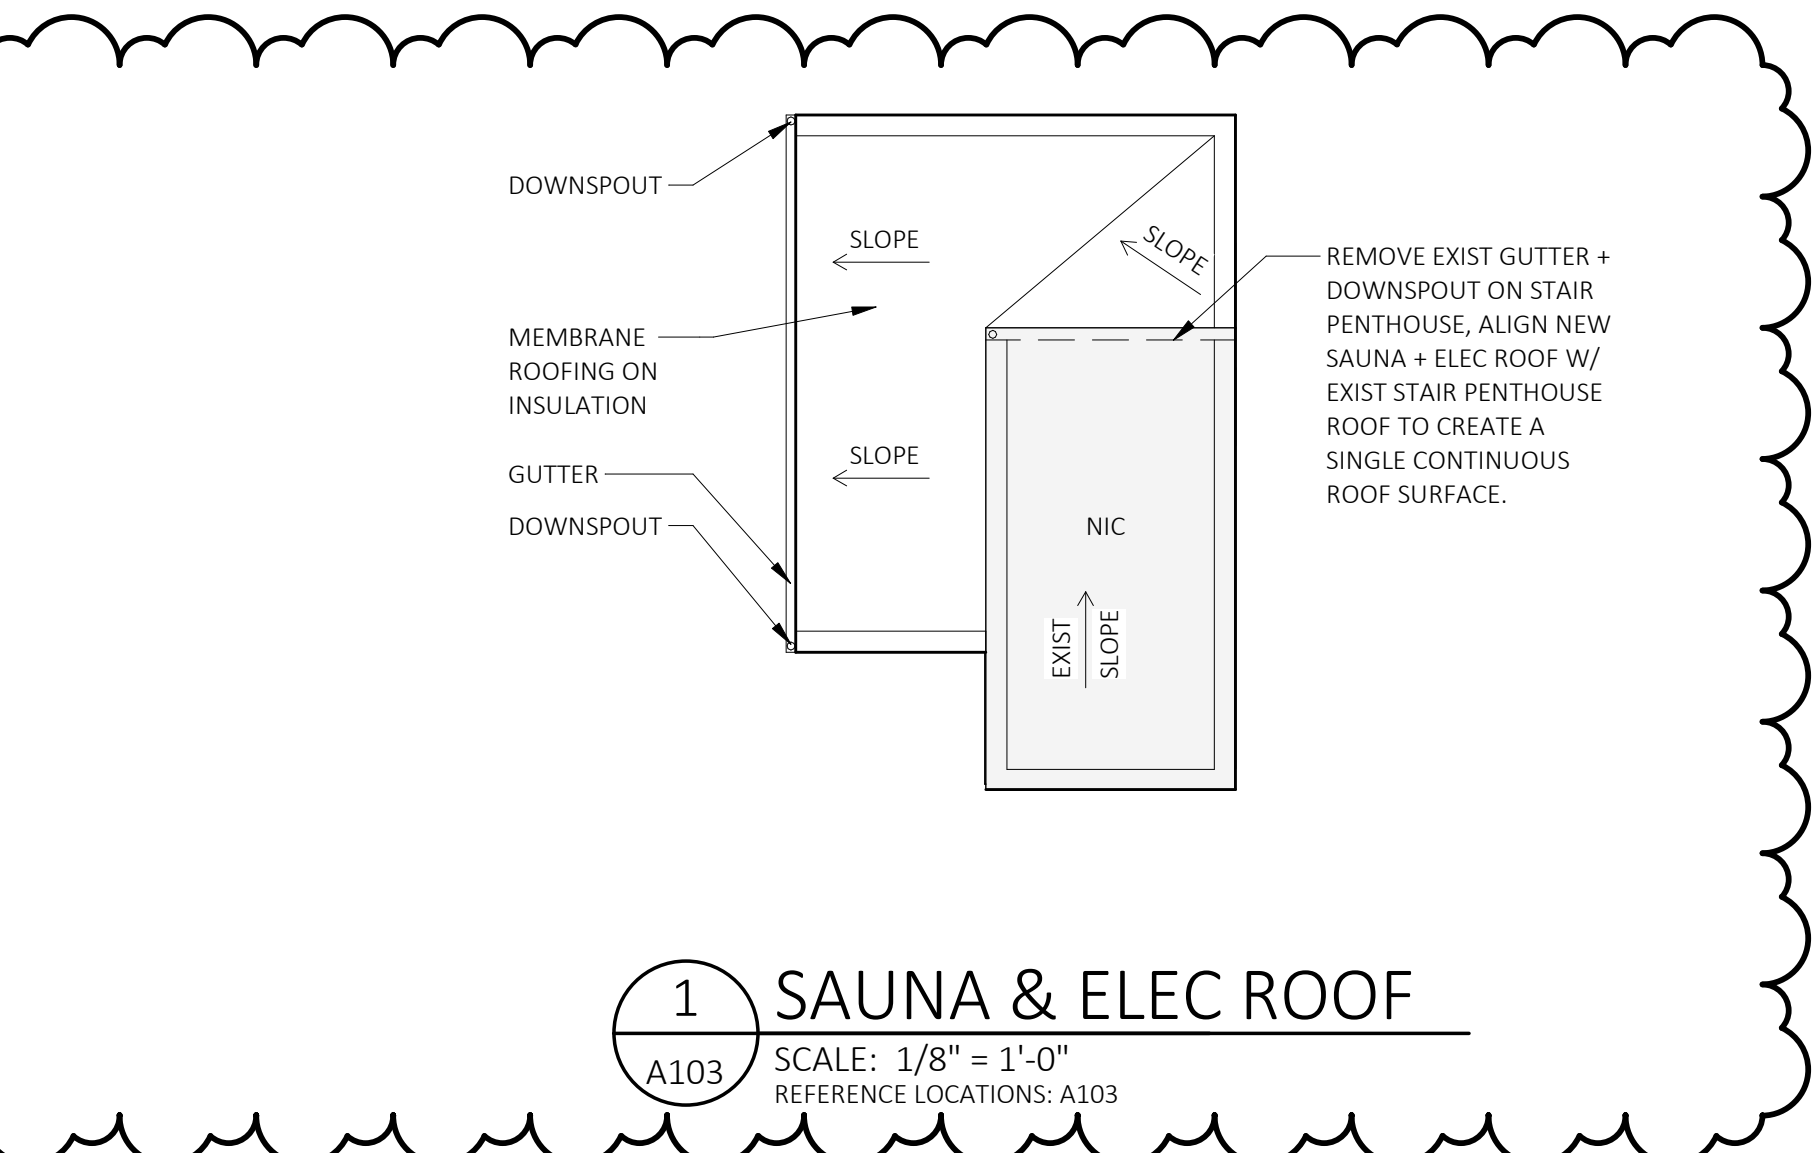 DOWNSPOUT
SLOPE
SLOPE
REMOVE EXIST GUTTER +
DOWNSPOUT ON STAIR
PENTHOUSE, ALIGN NEW
SAUNA + ELEC ROOF W/
EXIST STAIR PENTHOUSE
ROOF TO CREATE A
SINGLE CONTINUOUS
ROOF SURFACE.
MEMBRANE
ROOFING ON
INSULATION
SLOPE
GUTTER
DOWNSPOUT
NIC
EXIST
SLOPE
1
A103
SAUNA & ELEC ROOF
SCALE: 1/8" = 1'-0"
REFERENCE LOCATIONS: A103